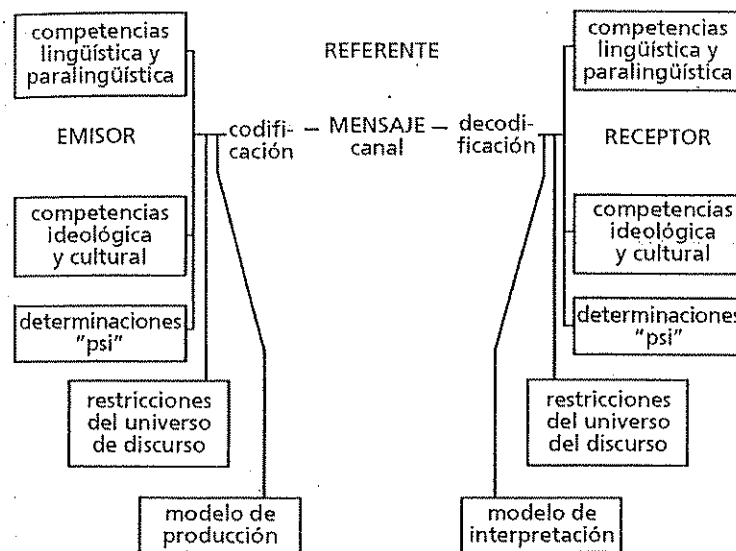 competencias
lingüística y
paralingüística
REFERENTE
competencias
lingüística y
paralingüística
EMISOR
codifi-
cación
– MENSAJE –
canal
decodi-
ficación
RECEPTOR
competencias
ideológica
y cultural
competencias
ideológica
y cultural
determinaciones
"psi"
determinaciones
"psi"
restricciones
del universo
de discurso
restricciones
del universo
del discurso
modelo de
producción
modelo de
interpretación